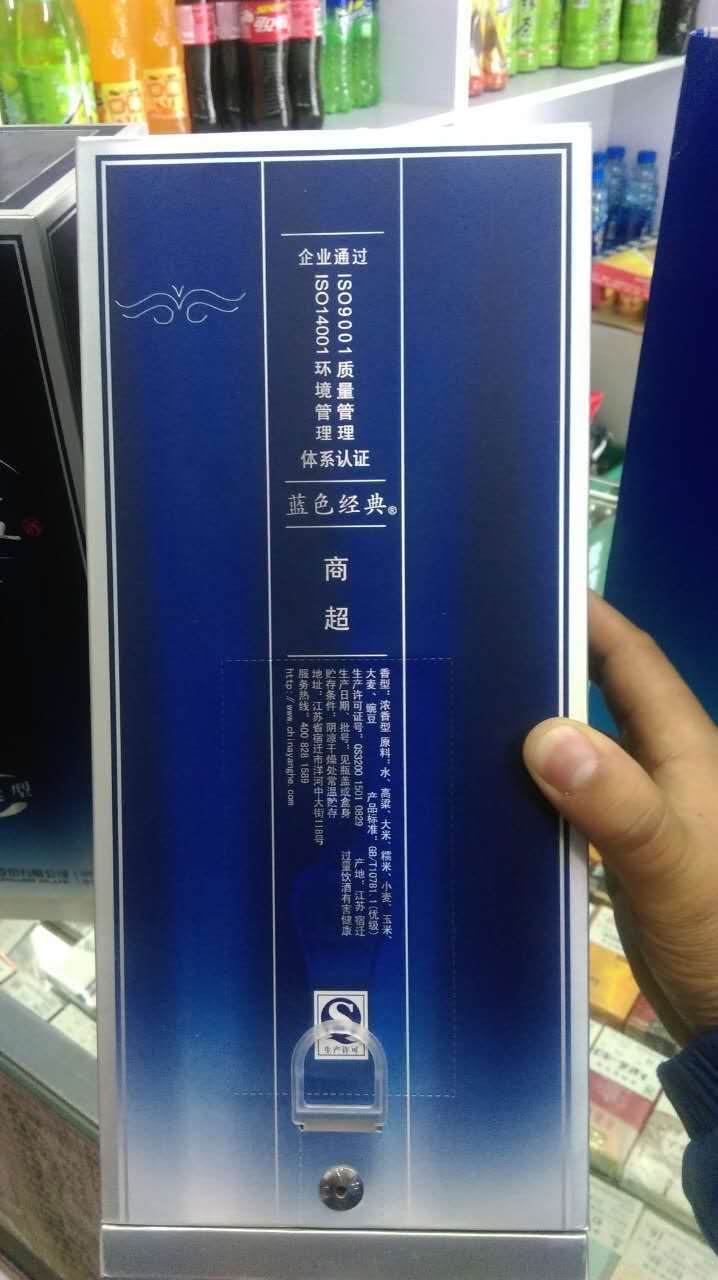 企业通过
ISO9001质量管理
ISO14001环境管理
体系认证
蓝色经典®
商
超
香型：浓香型 原料：水、高粱、大米、糯米、小麦、玉米、
大麦、豌豆 产品标准：GB/T10781.1(优级)
生产许可证号：QS3200 1501 0829 产地：江苏 宿迁
生产日期、批号：见瓶盖或盒身 过量饮酒有害健康
贮存条件：阴凉干燥处常温贮存
地址：江苏省宿迁市洋河中大街118号
服务热线：400 828 1589
http://www.chinayanghe.com
生产许可
型